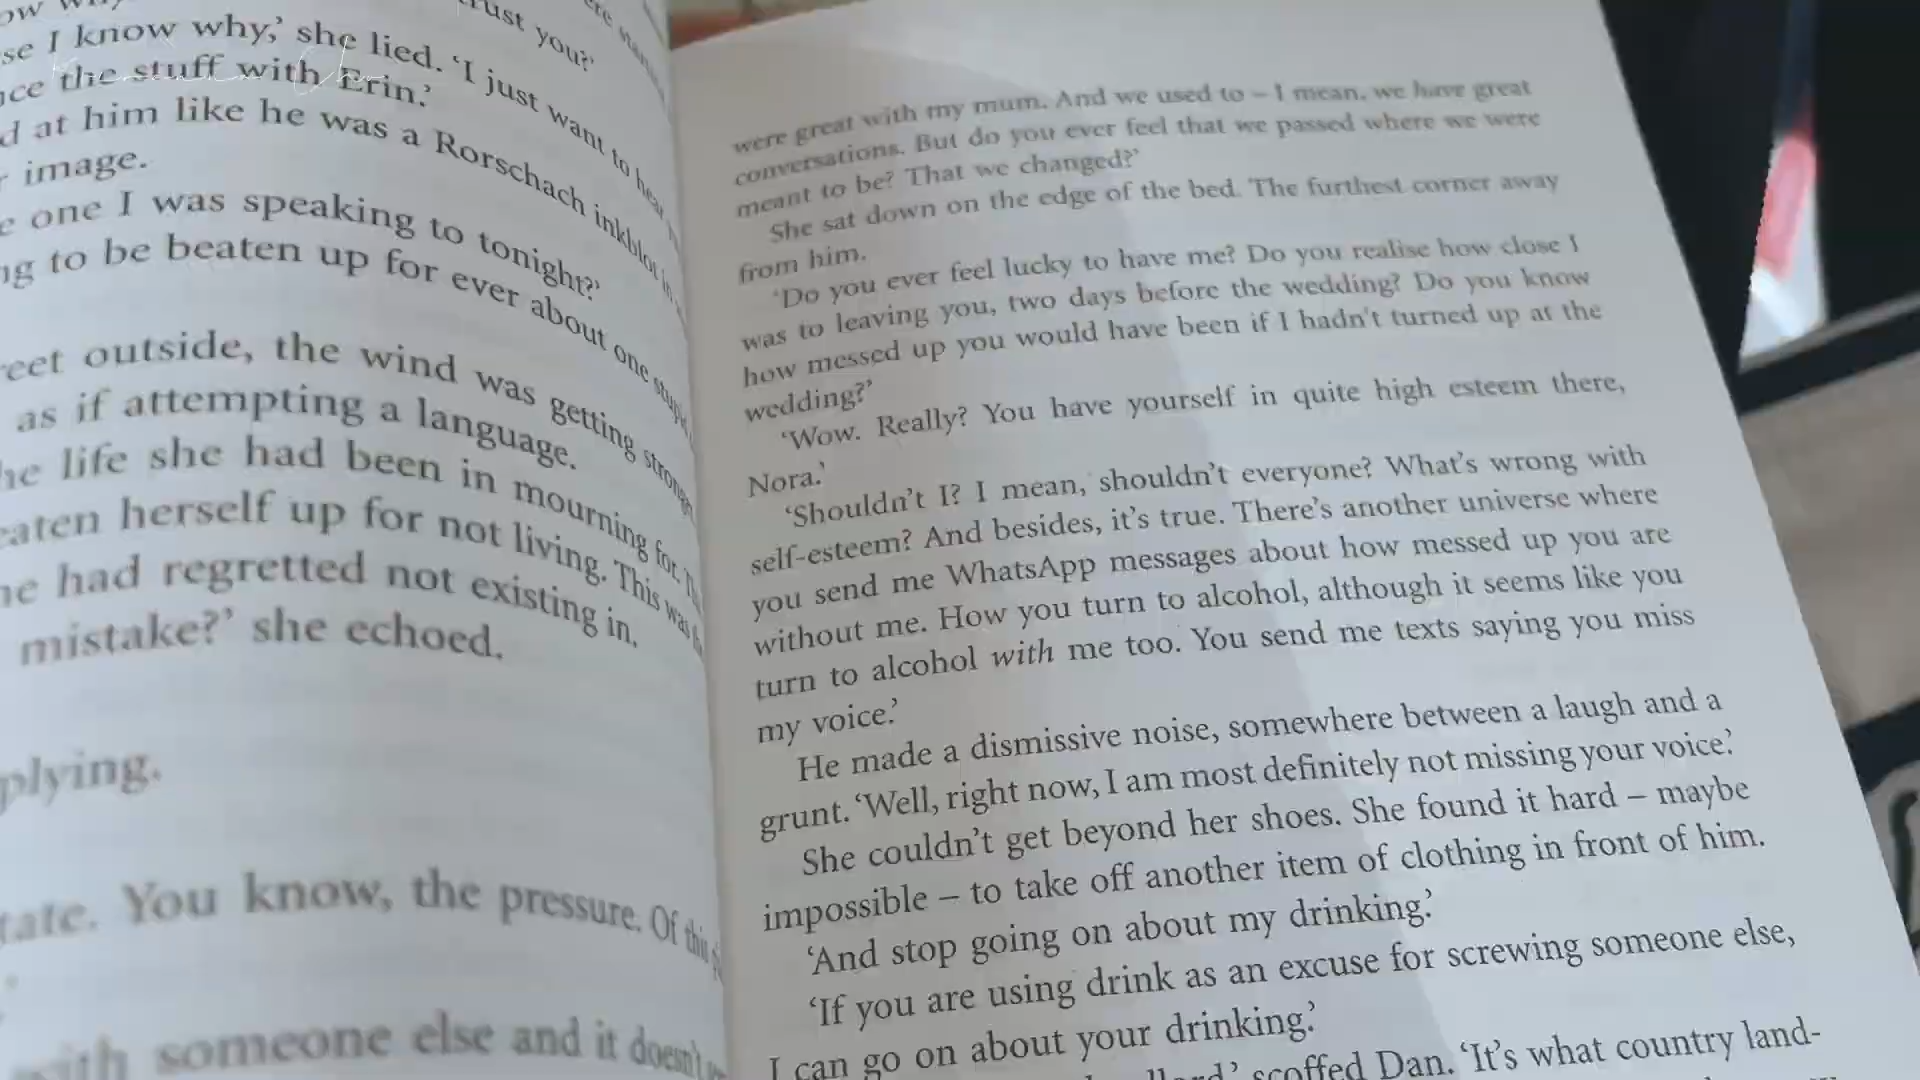 se I know why,’ she lied. ‘I just want to hear
the stuff with Erin.’
at him like he was a Rorschach inkblot in
image.
one I was speaking to tonight?’
to be beaten up for ever about one stupid
outside, the wind was getting stronger
as if attempting a language.
life she had been in mourning for.
herself up for not living. This was
had regretted not existing in.
mistake?’ she echoed.
You know, the pressure. Of this
with someone else and it doesn’t
were great with my mum. And we used to – I mean, we have great
conversations. But do you ever feel that we passed where we were
meant to be? That we changed?’
She sat down on the edge of the bed. The furthest corner away
from him.
‘Do you ever feel lucky to have me? Do you realise how close I
was to leaving you, two days before the wedding? Do you know
how messed up you would have been if I hadn’t turned up at the
wedding?’
‘Wow. Really? You have yourself in quite high esteem there,
Nora.’
‘Shouldn’t I? I mean, shouldn’t everyone? What’s wrong with
self-esteem? And besides, it’s true. There’s another universe where
you send me WhatsApp messages about how messed up you are
without me. How you turn to alcohol, although it seems like you
turn to alcohol with me too. You send me texts saying you miss
my voice.’
He made a dismissive noise, somewhere between a laugh and a
grunt. ‘Well, right now, I am most definitely not missing your voice.’
She couldn’t get beyond her shoes. She found it hard – maybe
impossible – to take off another item of clothing in front of him.
‘And stop going on about my drinking.’
‘If you are using drink as an excuse for screwing someone else,
I can go on about your drinking.’
scoffed Dan. ‘It’s what country land-